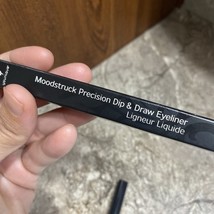 Moodstruck Precision Dip & Draw Eyeliner
Ligneur Liquide